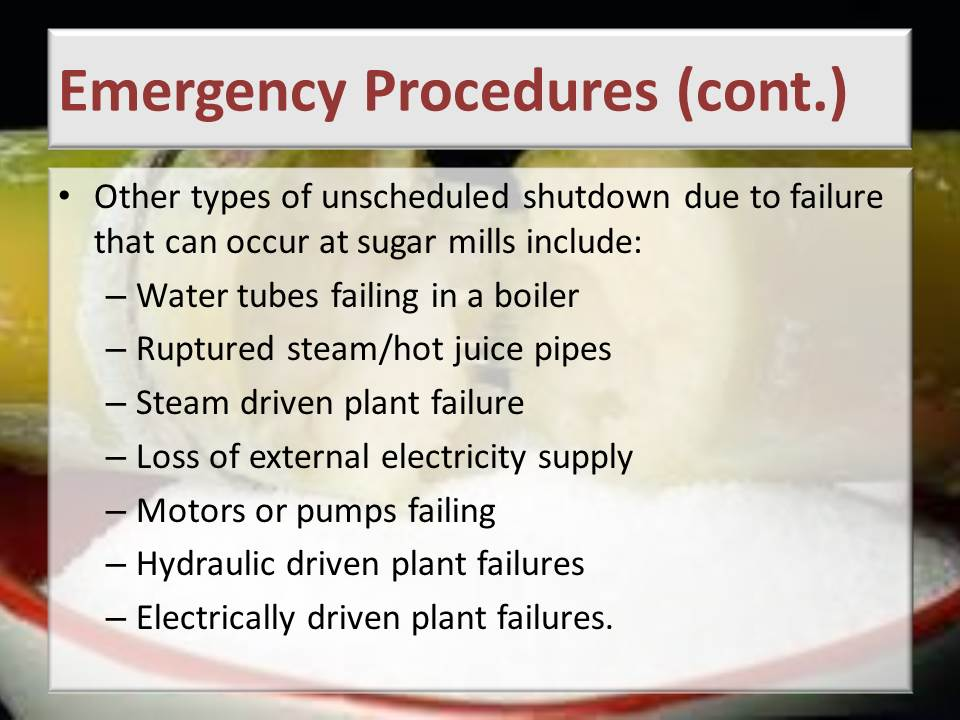 Emergency Procedures (cont.)
• Other types of unscheduled shutdown due to failure
that can occur at sugar mills include:
– Water tubes failing in a boiler
– Ruptured steam/hot juice pipes
– Steam driven plant failure
– Loss of external electricity supply
– Motors or pumps failing
– Hydraulic driven plant failures
– Electrically driven plant failures.